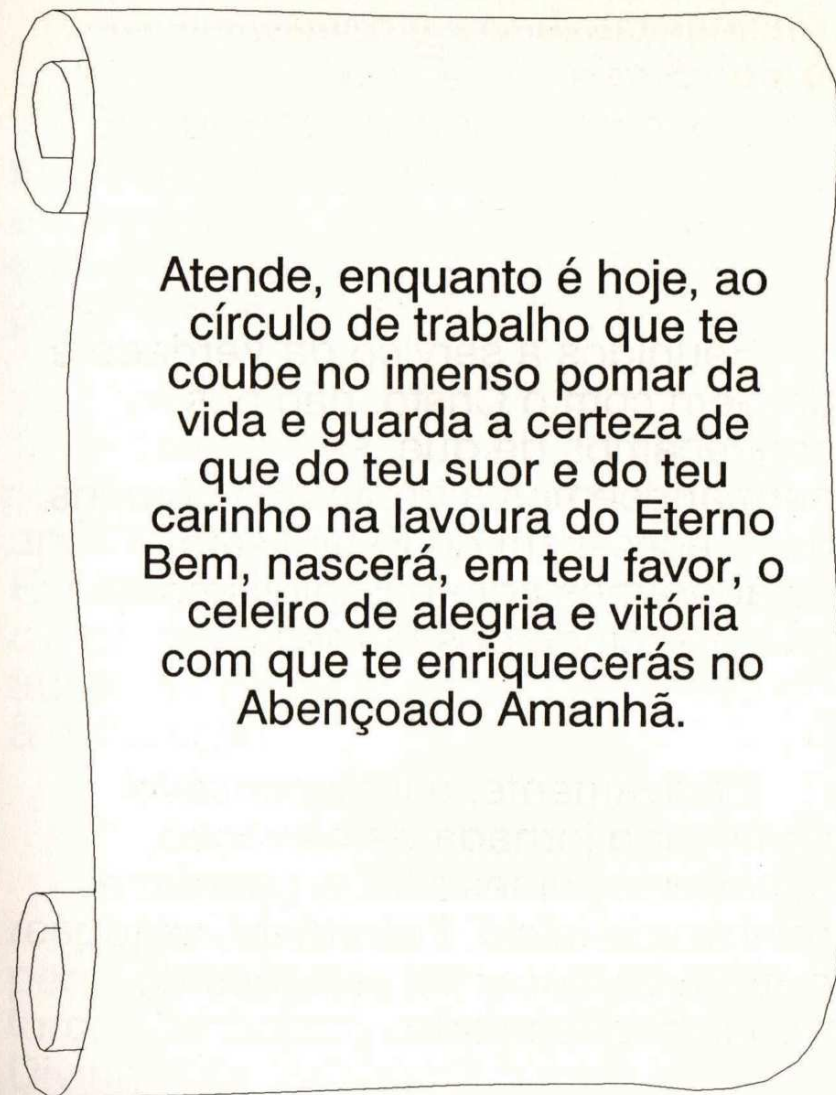 Atende, enquanto é hoje, ao
círculo de trabalho que te
coube no imenso pomar da
vida e guarda a certeza de
que do teu suor e do teu
carinho na lavoura do Eterno
Bem, nascerá, em teu favor, o
celeiro de alegria e vitória
com que te enriquecerás no
Abençoado Amanhã.